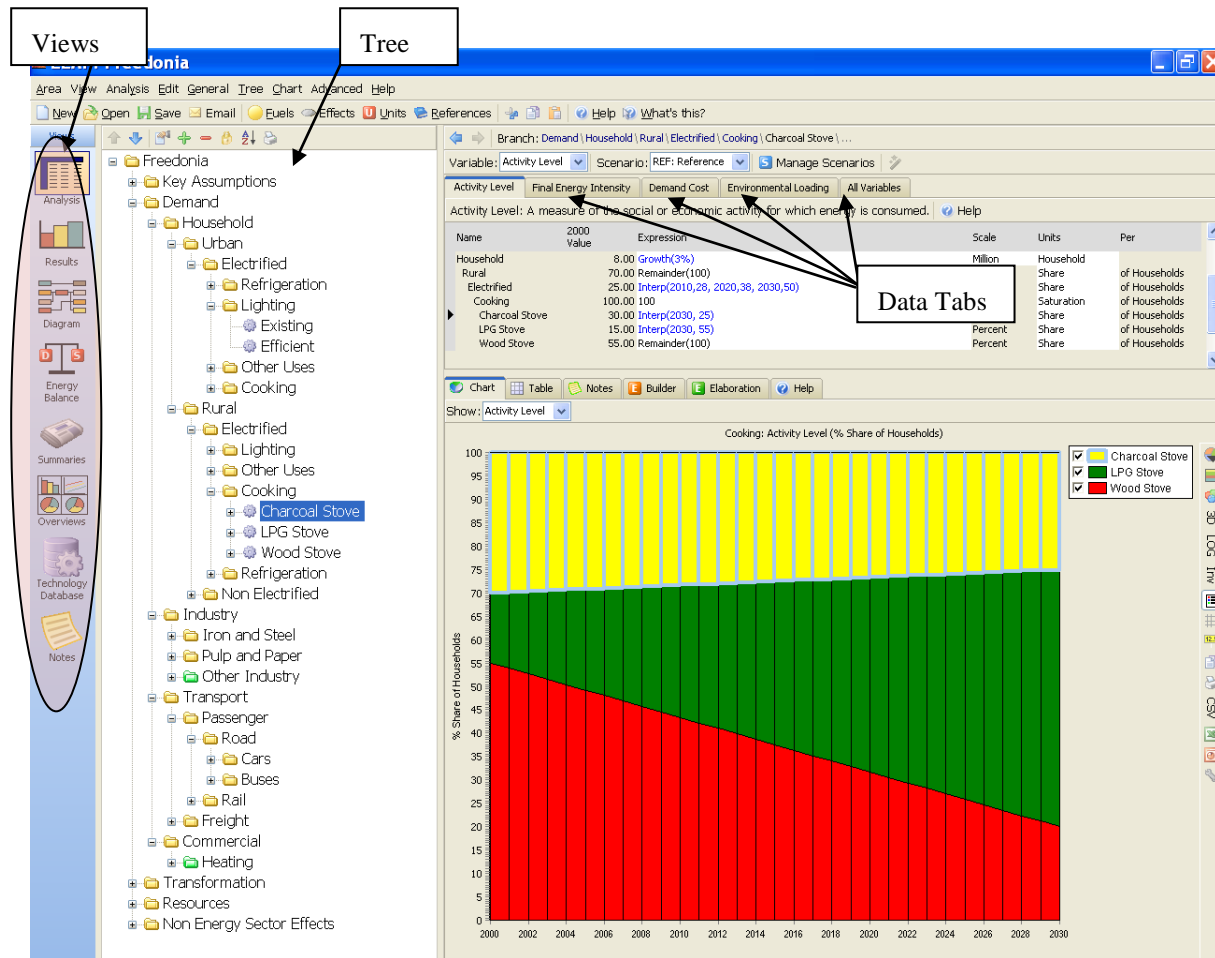 Views
Tree
Freedonia
Area View Analysis Edit General Tree Chart Advanced Help
New Open Save Email Fuels Effects Units References Help What's this?
Views
Analysis
Results
Diagram
Energy
Balance
Summaries
Overviews
Technology
Database
Notes
Freedonia
Key Assumptions
Demand
Household
Urban
Electrified
Refrigeration
Lighting
Existing
Efficient
Other Uses
Cooking
Rural
Electrified
Lighting
Other Uses
Cooking
Charcoal Stove
LPG Stove
Wood Stove
Refrigeration
Non Electrified
Industry
Iron and Steel
Pulp and Paper
Other Industry
Transport
Passenger
Road
Cars
Buses
Rail
Freight
Commercial
Heating
Transformation
Resources
Non Energy Sector Effects
Branch: Demand\Household\Rural\Electrified\Cooking\Charcoal Stove\...
Variable: Activity Level Scenario: REF: Reference S Manage Scenarios
Activity Level Final Energy Intensity Demand Cost Environmental Loading All Variables
Activity Level: A measure of the social or economic activity for which energy is consumed. Help
Name 2000 Value Expression Scale Units Per
Household 8.00 Growth(3%) Million Household
Rural 70.00 Remainder(100) Share of Households
Electrified 25.00 Interp(2010,28, 2020,38, 2030,50) Share of Households
Cooking 100.00 100 Saturation of Households
Charcoal Stove 30.00 Interp(2030, 25) Share of Households
LPG Stove 15.00 Interp(2030, 55) Percent Share of Households
Wood Stove 55.00 Remainder(100) Percent Share of Households
Data Tabs
Chart Table Notes Builder Elaboration Help
Show: Activity Level
Cooking: Activity Level (% Share of Households)
Charcoal Stove
LPG Stove
Wood Stove
3D
LOG
Inv
CSV
% Share of Households
100
95
90
85
80
75
70
65
60
55
50
45
40
35
30
25
20
15
10
5
0
2000 2002 2004 2006 2008 2010 2012 2014 2016 2018 2020 2022 2024 2026 2028 2030